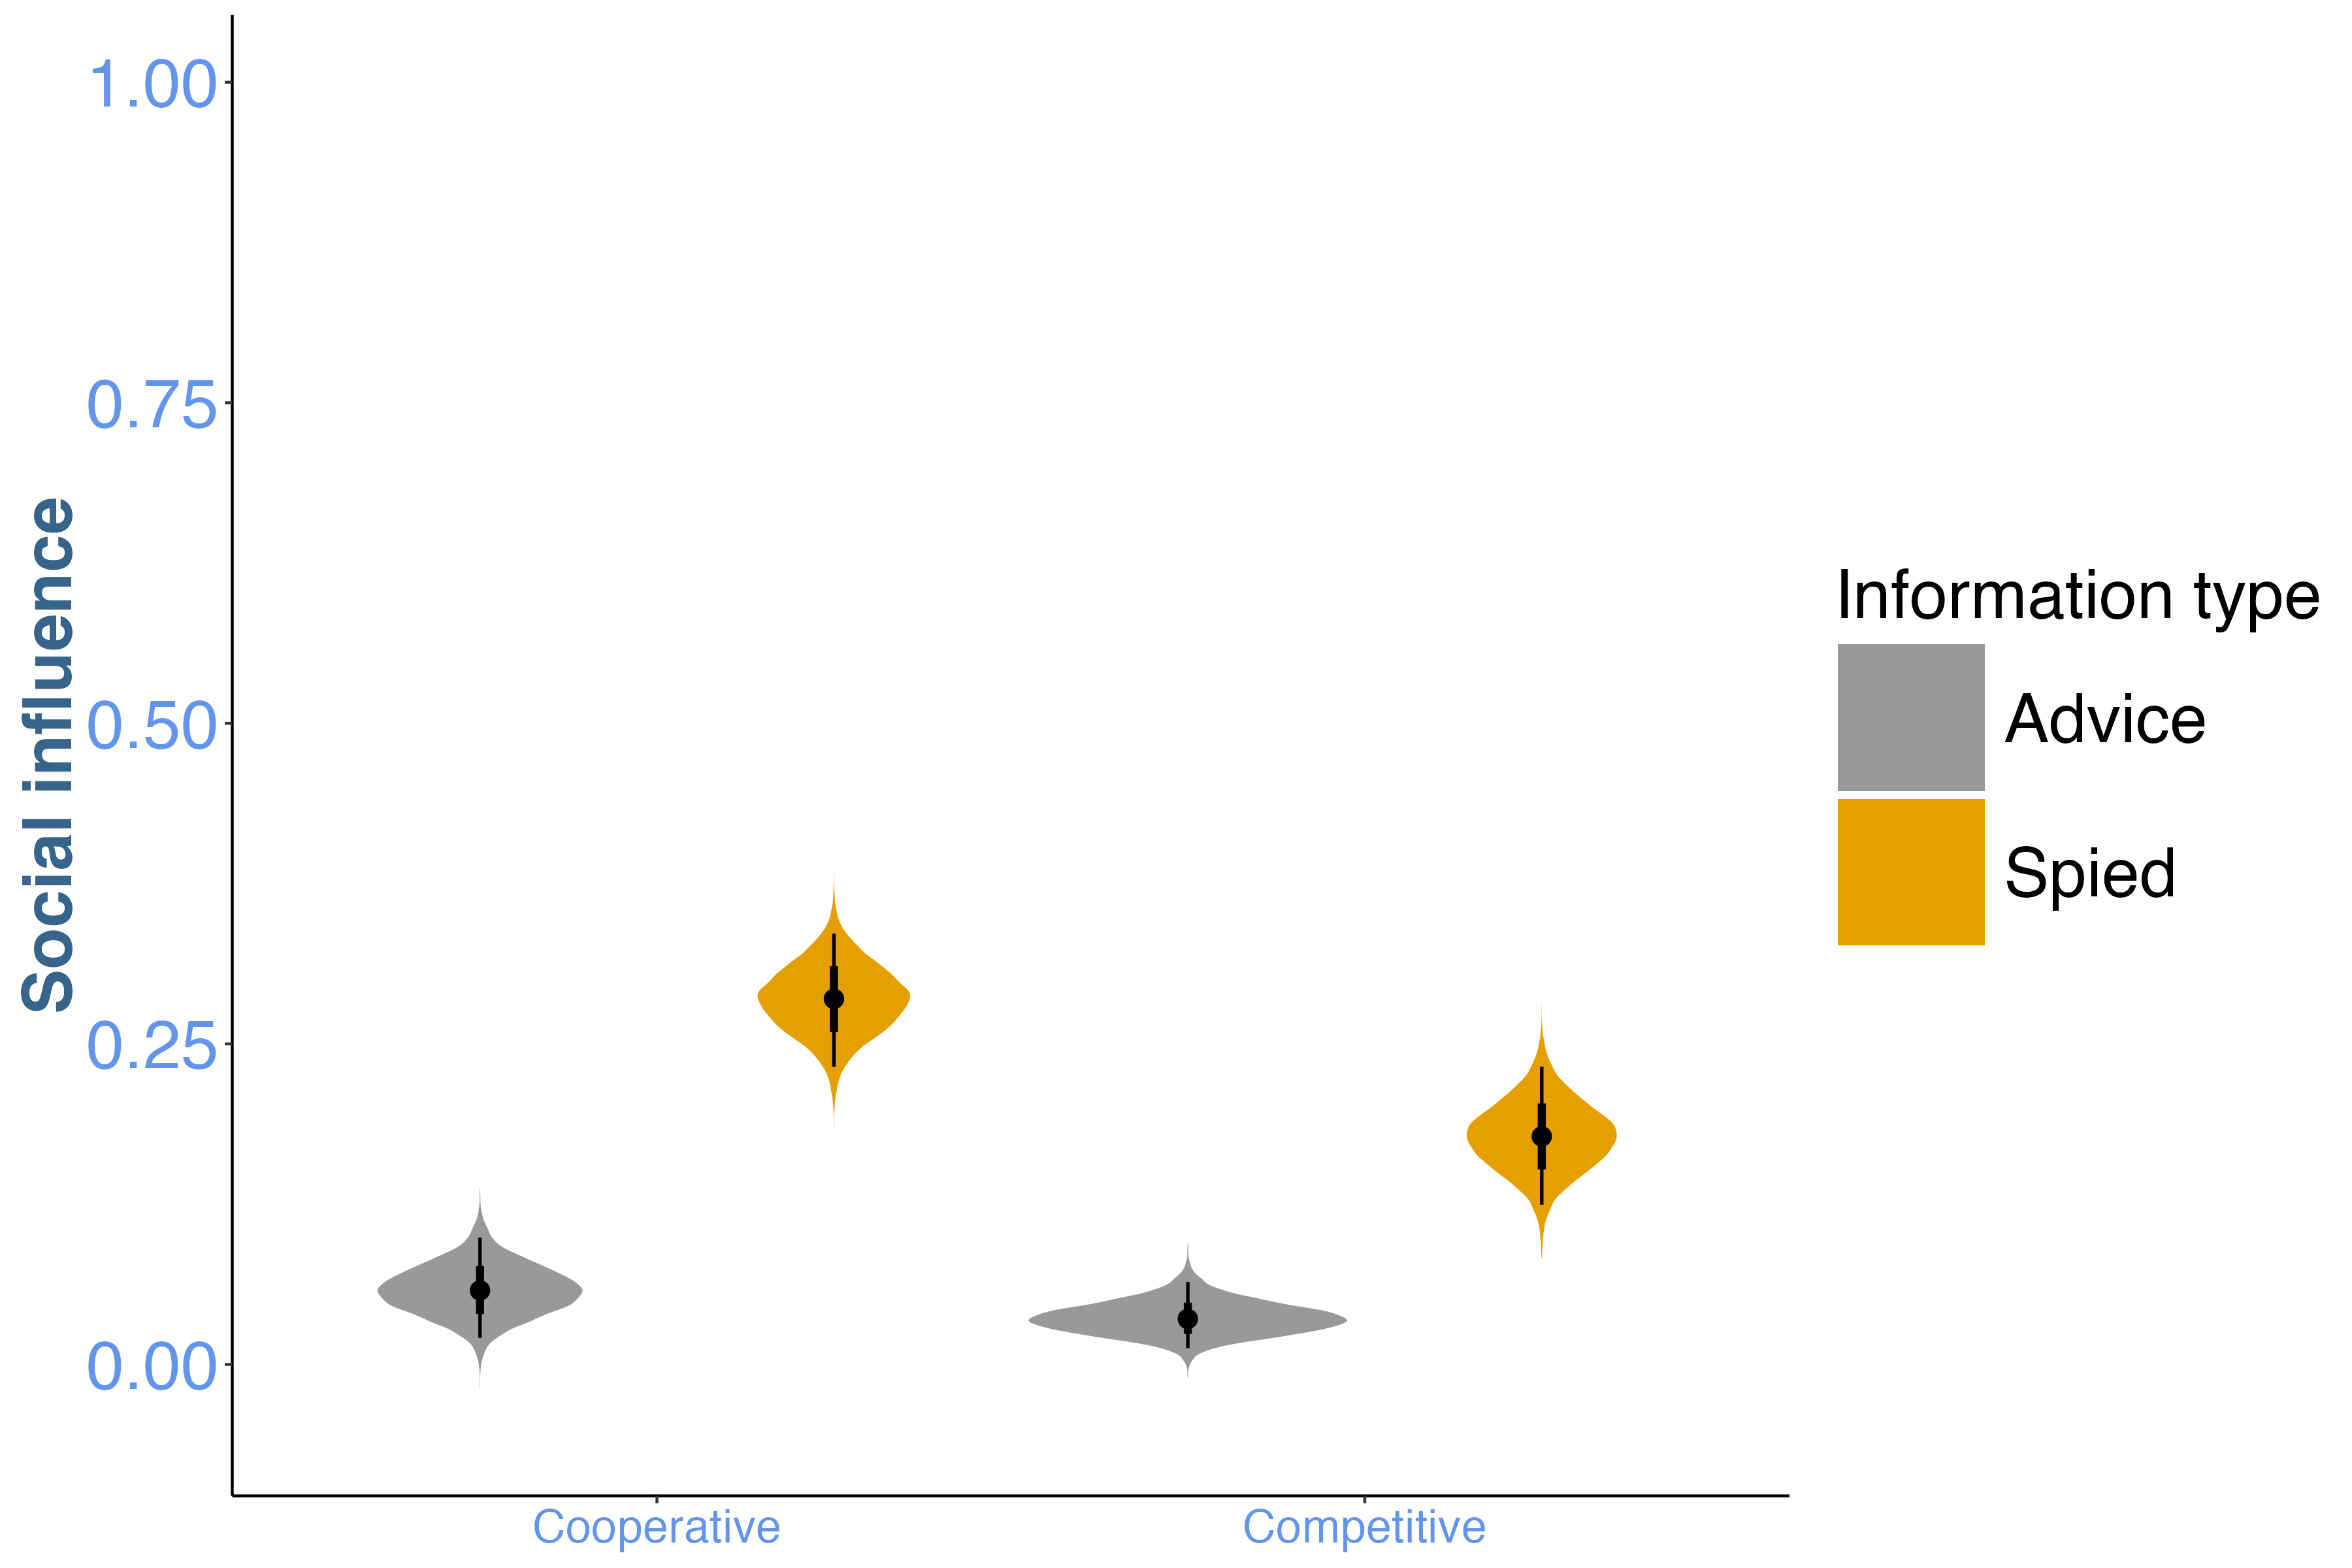 Social influence
1.00
0.75
0.50
0.25
0.00
Cooperative
Competitive
Information type
Advice
Spied